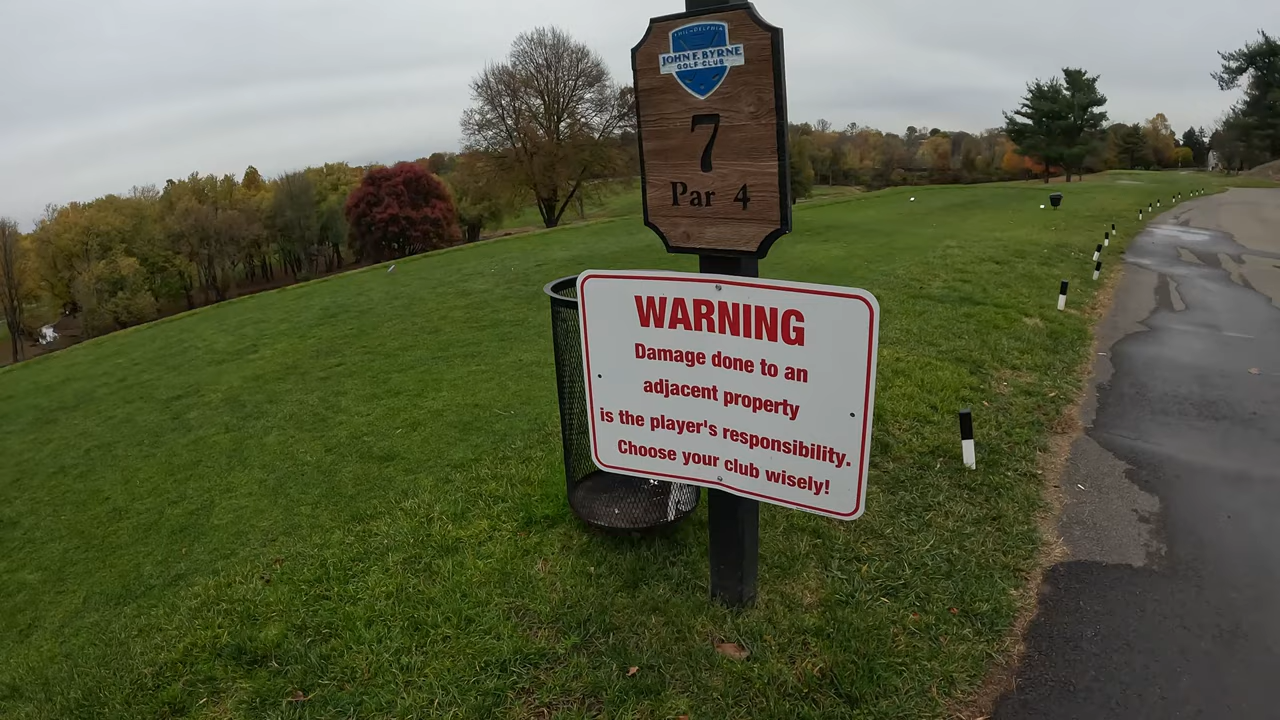 PHILADELPHIA
JOHN F. BYRNE
GOLF CLUB
7
Par 4
WARNING
Damage done to an
adjacent property
is the player's responsibility.
Choose your club wisely!